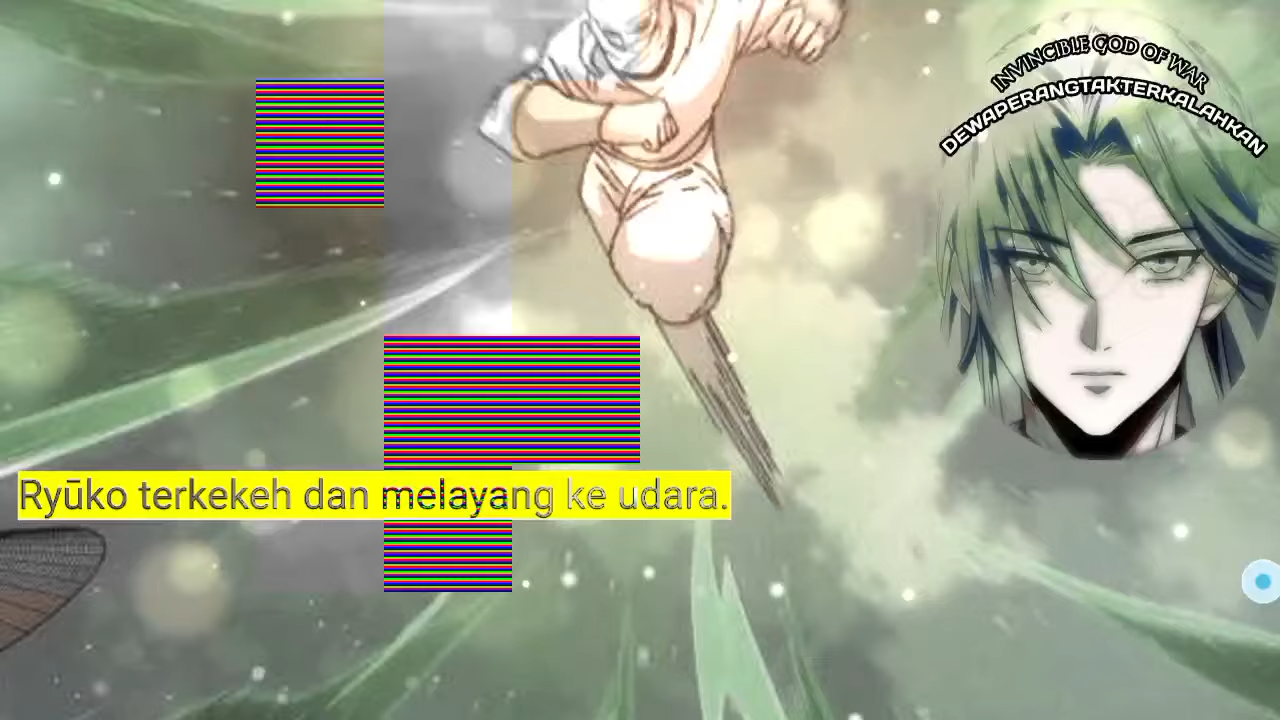 INVINCIBLE GOD OF WAR
DEWAPERANGTAKTERKALAHKAN
Ryūko terkekeh dan melayang ke udara.